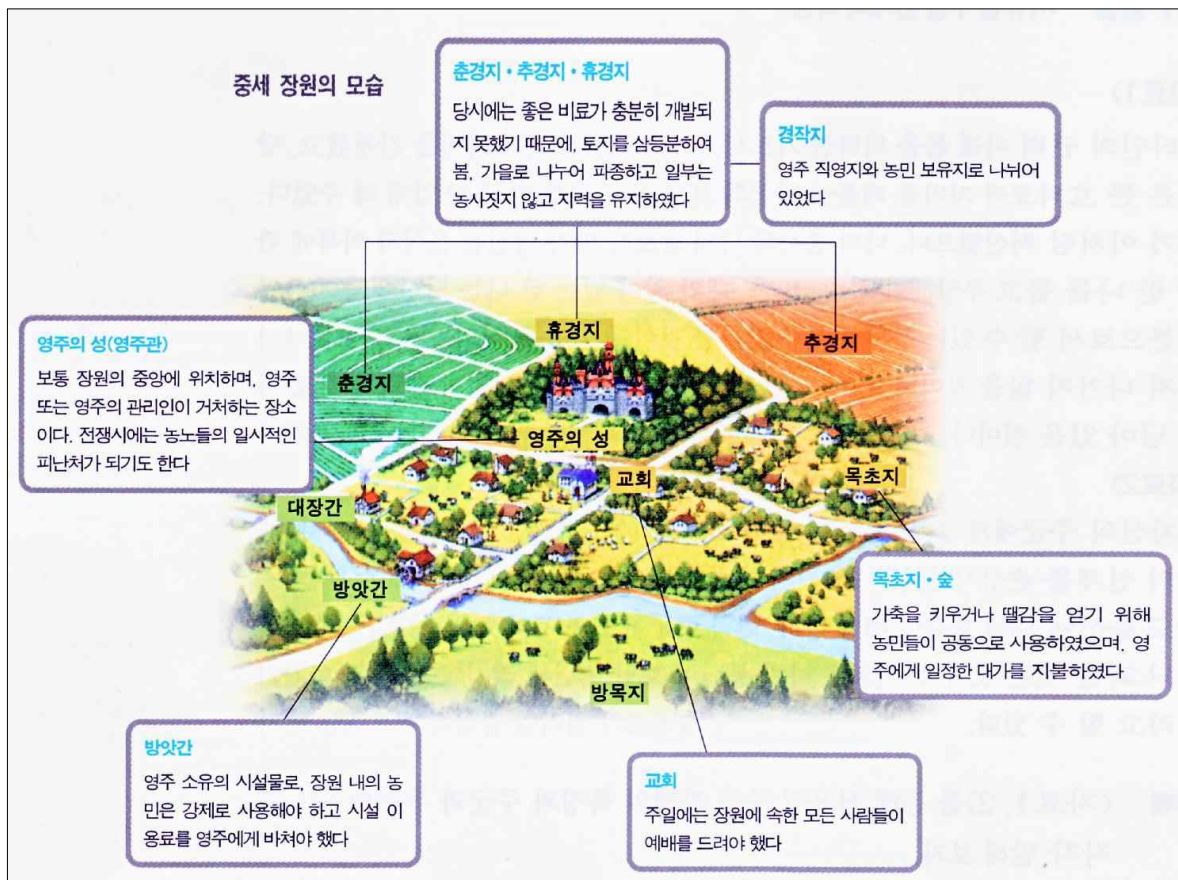 중세 장원의 모습
춘경지·추경지·휴경지
당시에는 좋은 비료가 충분히 개발되
지 못했기 때문에, 토지를 삼등분하여
봄, 가을로 나누어 파종하고 일부는
농사짓지 않고 지력을 유지하였다
경작지
영주 직영지와 농민 보유지로 나뉘어
있었다
영주의 성(영주관)
보통 장원의 중앙에 위치하며, 영주
또는 영주의 관리인이 거처하는 장소
이다. 전쟁시에는 농노들의 일시적인
피난처가 되기도 한다
휴경지
추경지
춘경지
영주의 성
교회
목초지
대장간
방앗간
방목지
목초지·숲
가축을 키우거나 땔감을 얻기 위해
농민들이 공동으로 사용하였으며, 영
주에게 일정한 대가를 지불하였다
방앗간
영주 소유의 시설물로, 장원 내의 농
민은 강제로 사용해야 하고 시설 이
용료를 영주에게 바쳐야 했다
교회
주일에는 장원에 속한 모든 사람들이
예배를 드려야 했다